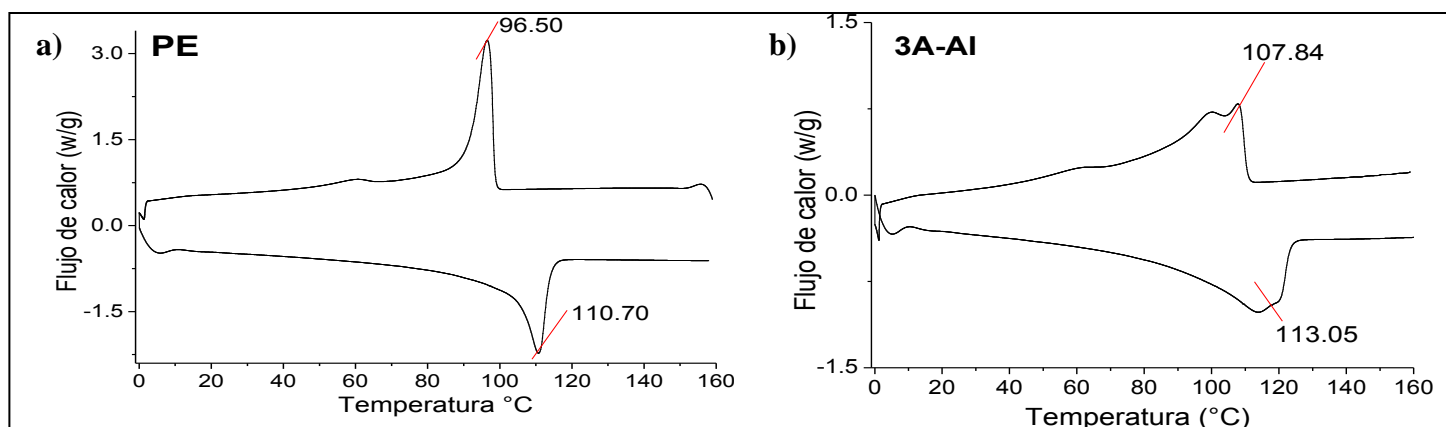 a) PE
96.50
3.0
1.5
0.0
-1.5
Flujo de calor (w/g)
110.70
0 20 40 60 80 100 120 140 160
Temperatura °C
b) 3A-Al
107.84
1.5
0.0
-1.5
Flujo de calor (w/g)
113.05
0 20 40 60 80 100 120 140 160
Temperatura (°C)